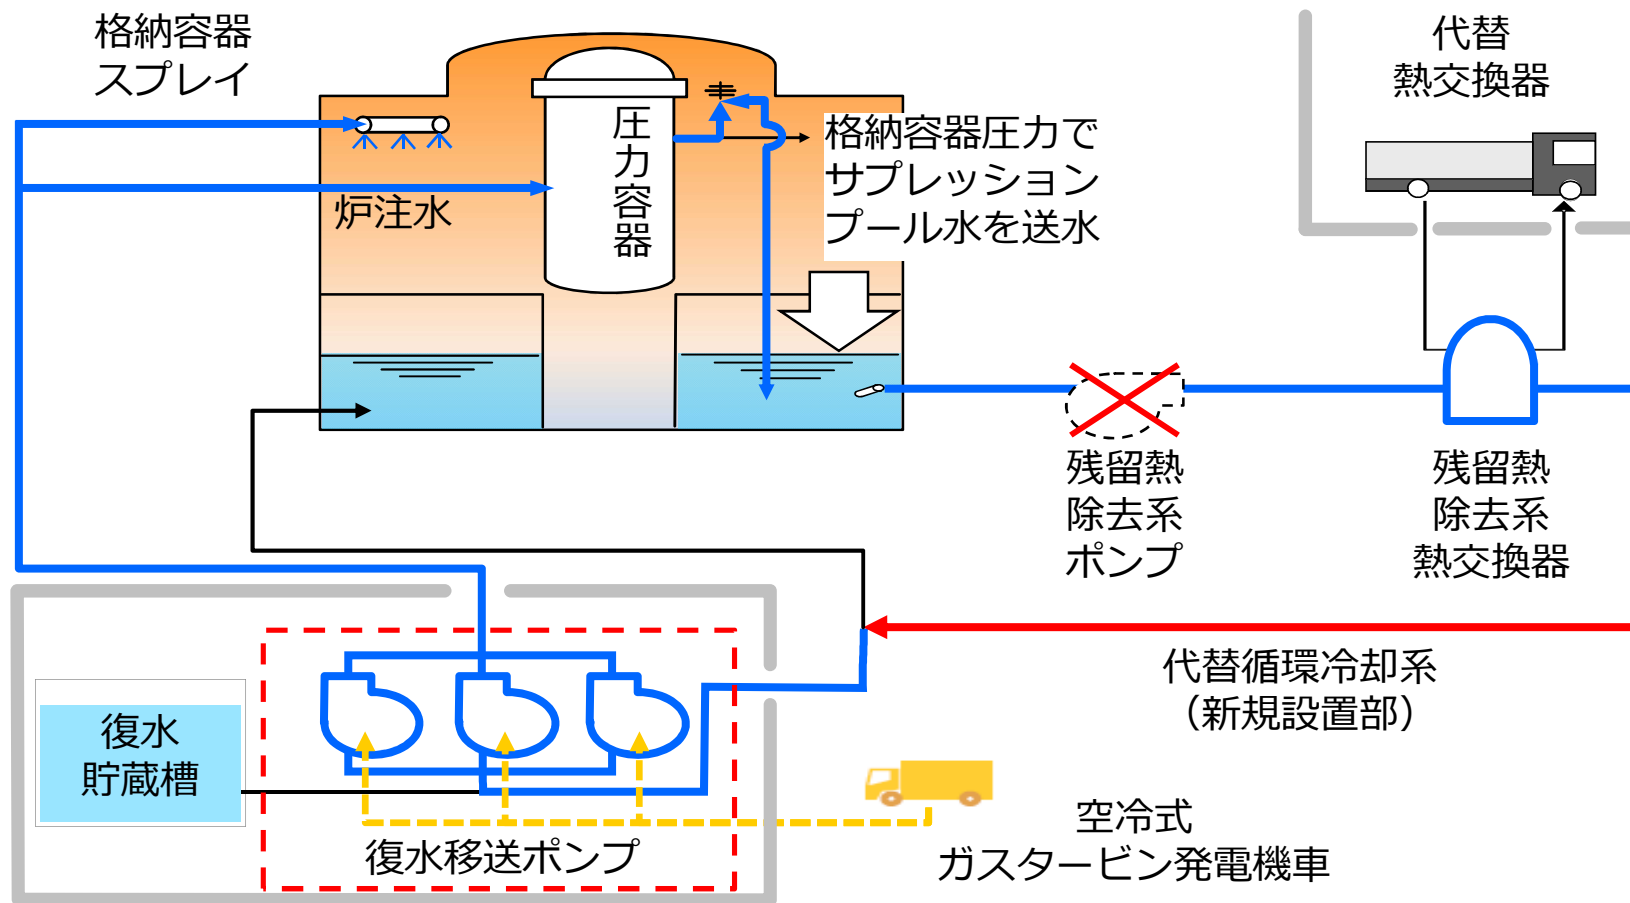 格納容器
スプレイ
炉注水
圧力容器
格納容器圧力で
サプレッション
プール水を送水
代替
熱交換器
残留熱
除去系
ポンプ
残留熱
除去系
熱交換器
代替循環冷却系
（新規設置部）
復水
貯蔵槽
復水移送ポンプ
空冷式
ガスタービン発電機車